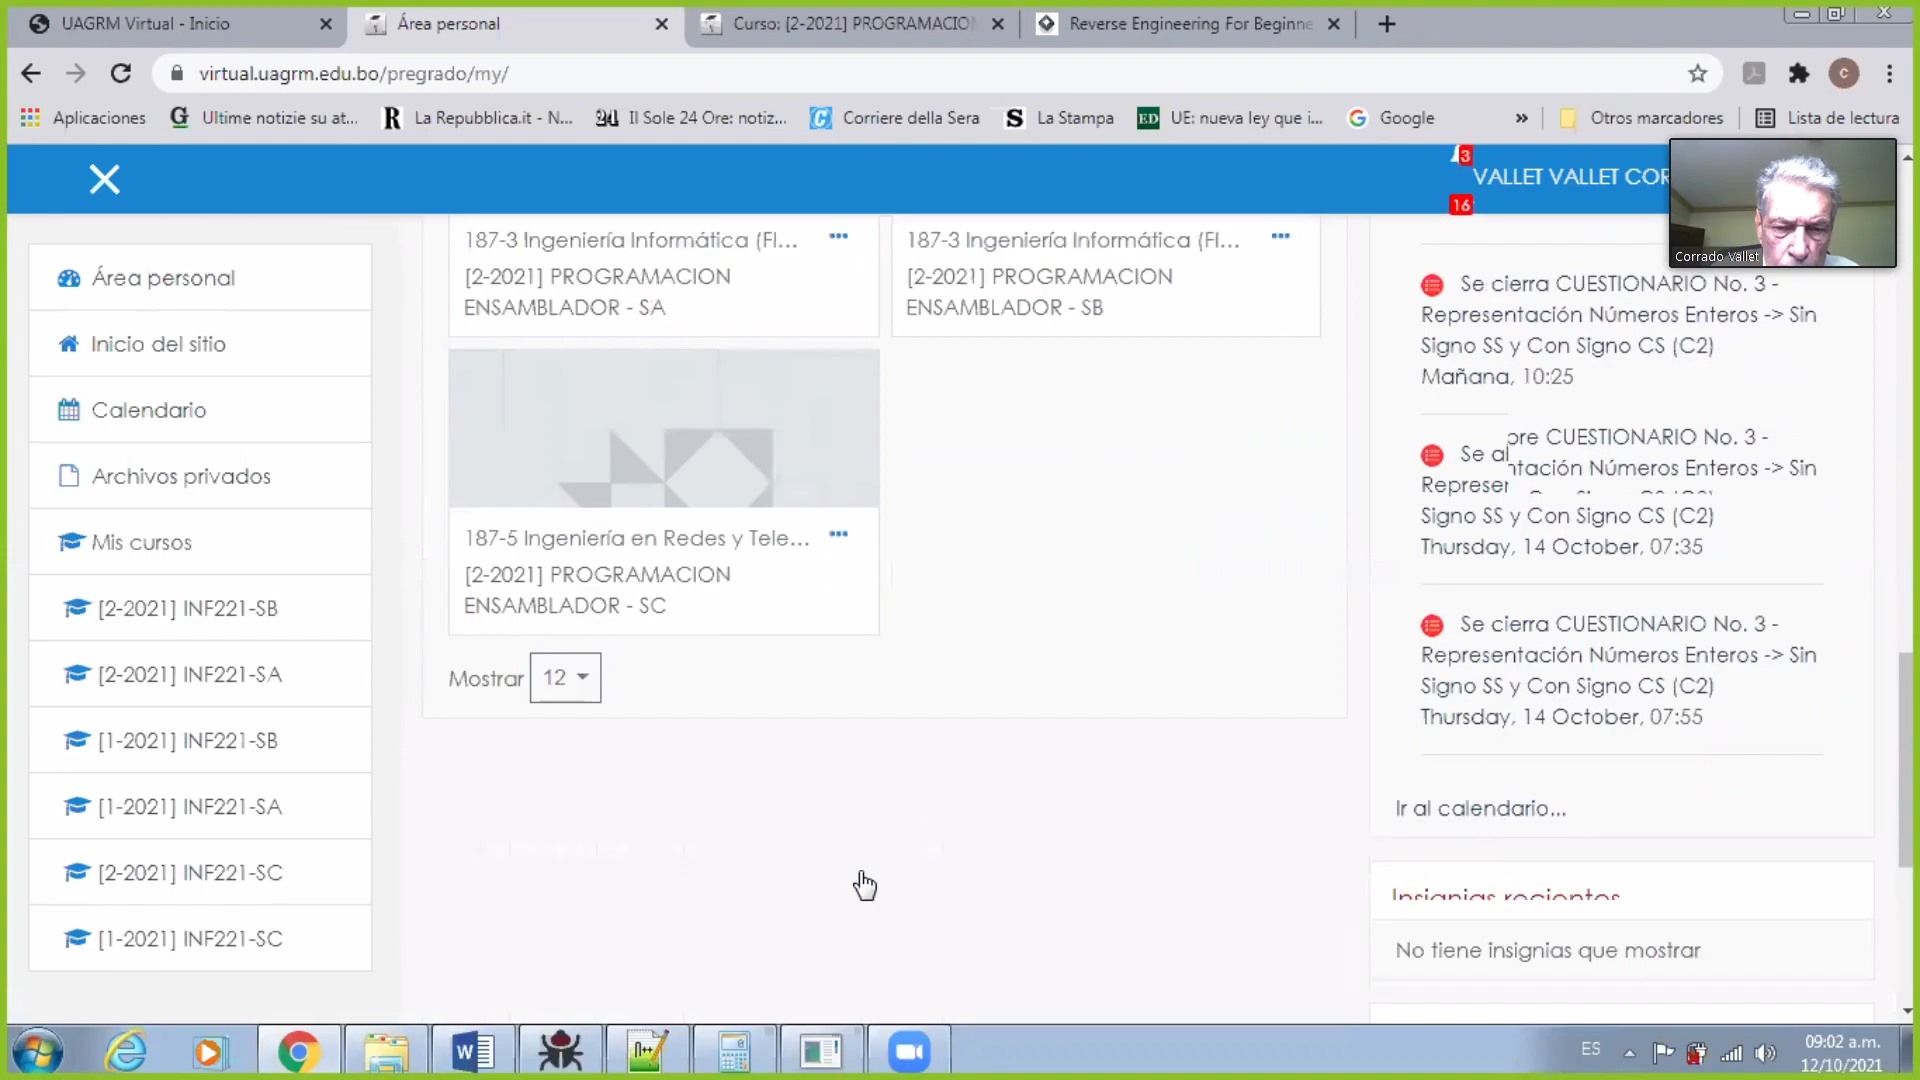 UAGRM Virtual - Inicio
Área personal
Curso: [2-2021] PROGRAMACION
Reverse Engineering For Beginne
virtual.uagrm.edu.bo/pregrado/my/
Aplicaciones
Ultime notizie su at...
La Repubblica.it - N...
Il Sole 24 Ore: notiz...
Corriere della Sera
La Stampa
UE: nueva ley que i...
Google
»
Otros marcadores
Lista de lectura
3
16
VALLET VALLET COR
Corrado Vallet
Área personal
Inicio del sitio
Calendario
Archivos privados
Mis cursos
[2-2021] INF221-SB
[2-2021] INF221-SA
[1-2021] INF221-SB
[1-2021] INF221-SA
[2-2021] INF221-SC
[1-2021] INF221-SC
187-3 Ingeniería Informática (FI...
[2-2021] PROGRAMACION
ENSAMBLADOR - SA
187-3 Ingeniería Informática (FI...
[2-2021] PROGRAMACION
ENSAMBLADOR - SB
187-5 Ingeniería en Redes y Tele...
[2-2021] PROGRAMACION
ENSAMBLADOR - SC
Mostrar 12
Se cierra CUESTIONARIO No. 3 -
Representación Números Enteros -> Sin
Signo SS y Con Signo CS (C2)
Mañana, 10:25
CUESTIONARIO No. 3 -
Números Enteros -> Sin
Signo SS y Con Signo CS (C2)
Thursday, 14 October, 07:35
Se cierra CUESTIONARIO No. 3 -
Representación Números Enteros -> Sin
Signo SS y Con Signo CS (C2)
Thursday, 14 October, 07:55
Ir al calendario...
Insignias recientes
No tiene insignias que mostrar
ES
09:02 a.m.
12/10/2021